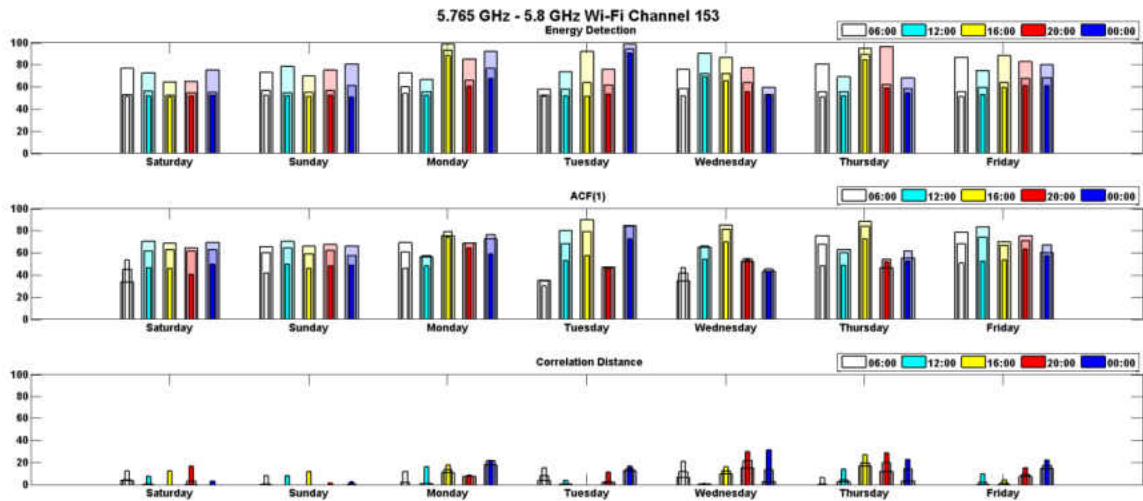 5.765 GHz - 5.8 GHz Wi-Fi Channel 153
Energy Detection
06:00 12:00 16:00 20:00 00:00
100
80
60
40
20
0
Saturday Sunday Monday Tuesday Wednesday Thursday Friday
ACF(1)
06:00 12:00 16:00 20:00 00:00
100
80
60
40
20
0
Saturday Sunday Monday Tuesday Wednesday Thursday Friday
Correlation Distance
06:00 12:00 16:00 20:00 00:00
100
80
60
40
20
0
Saturday Sunday Monday Tuesday Wednesday Thursday Friday